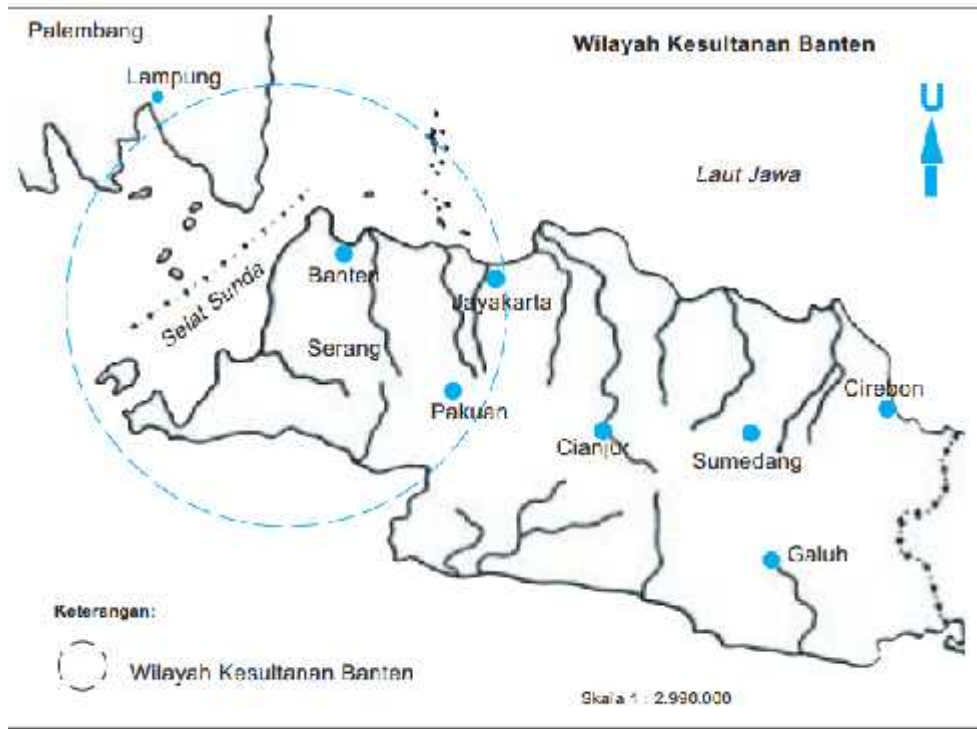 Palembang
Wilayah Kesultanan Banten
Lampung
U
Laut Jawa
Selat Sunda
Banten
Jayakarta
Serang
Pakuan
Cirebon
Cianjur
Sumedang
Galuh
Keterangan:
Wilayah Kesultanan Banten
Skala 1 : 2.990.000